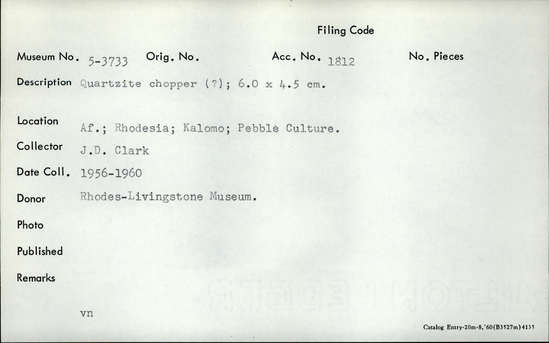 Filing Code
Museum No. 5-3733 Orig. No. Acc. No. 1812 No. Pieces
Description Quartzite chopper (?); 6.0 x 4.5 cm.
Location Af.; Rhodesia; Kalomo; Pebble Culture.
Collector J.D. Clark
Date Coll. 1956-1960
Donor Rhodes-Livingstone Museum.
Photo
Published
Remarks
vn
Catalog Entry-20m-8,'60(B3527m)4135